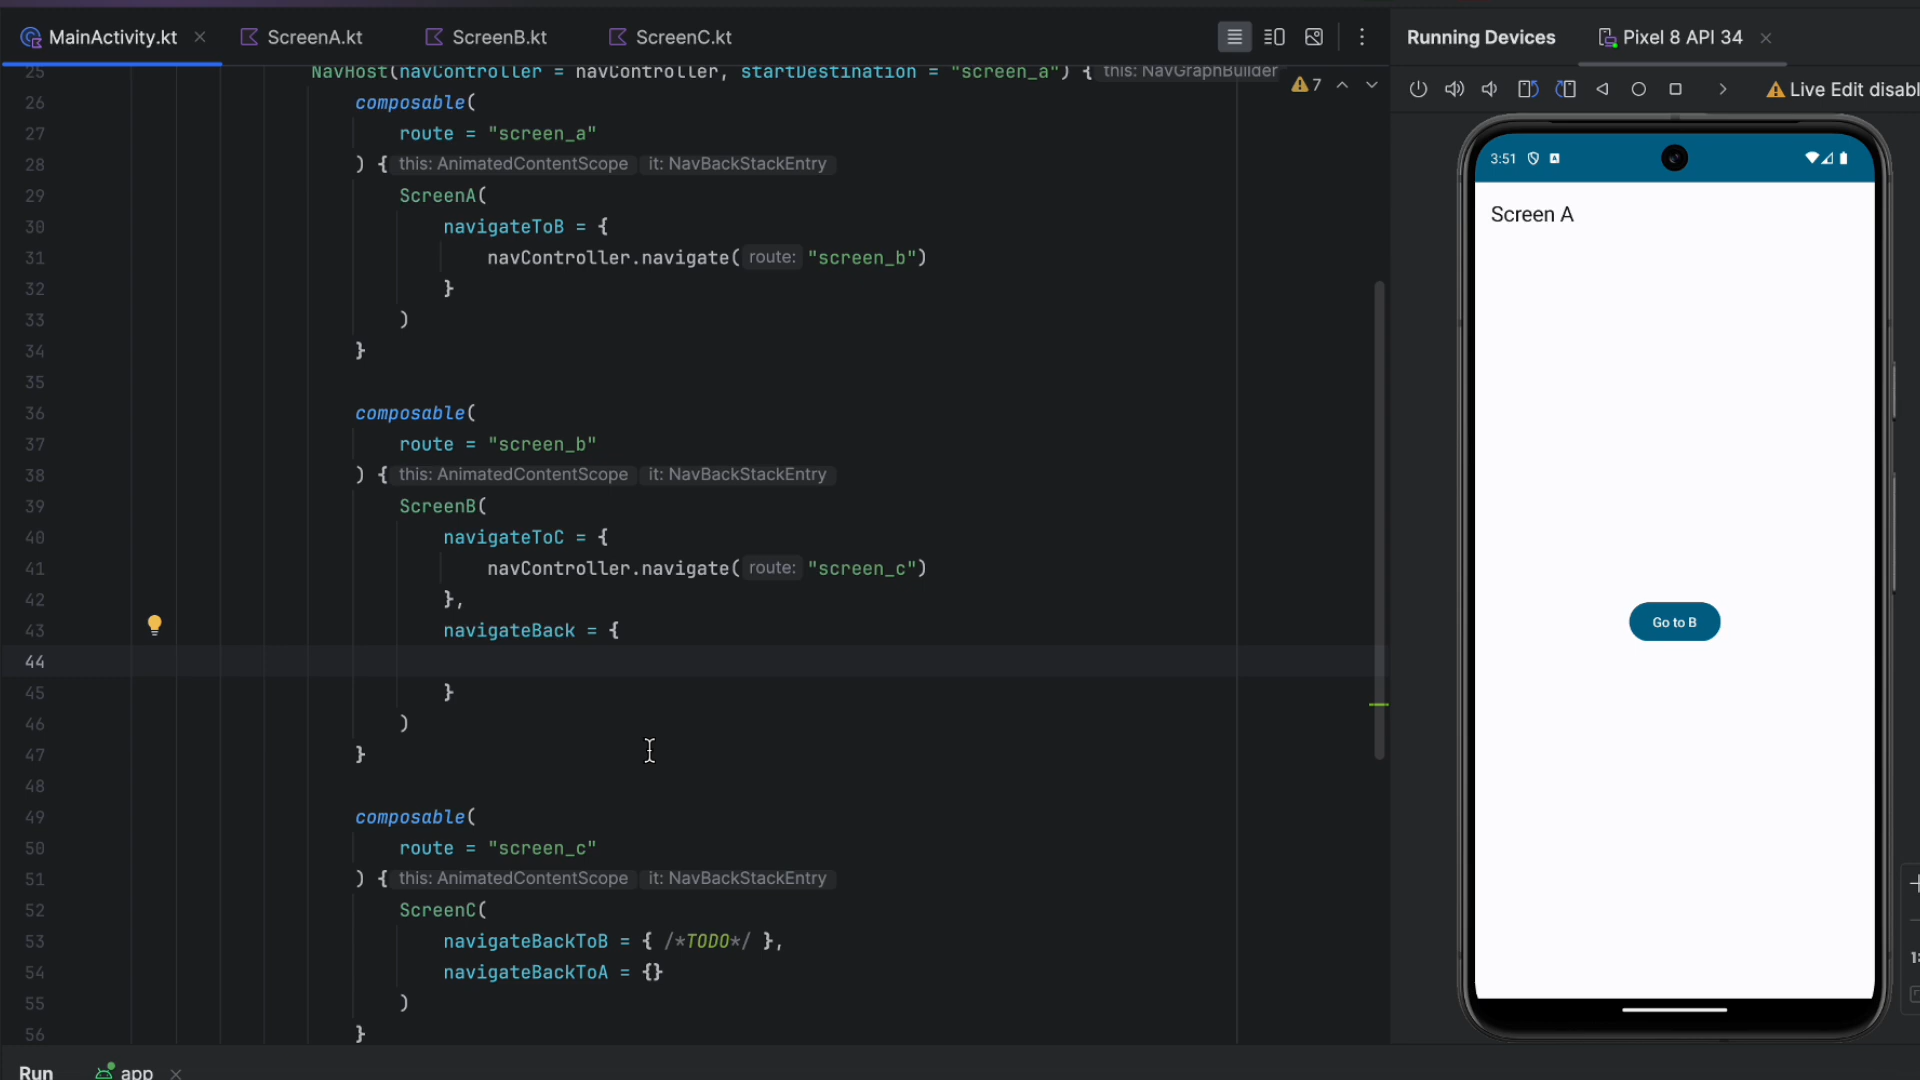 MainActivity.kt
ScreenA.kt
ScreenB.kt
ScreenC.kt
Running Devices
Pixel 8 API 34
7
Live Edit disabl
25 NavHost(navController = navController, startDestination = "screen_a") { this: NavGraphBuilder
26 composable(
27 route = "screen_a"
28 ) { this: AnimatedContentScope it: NavBackStackEntry
29 ScreenA(
30 navigateToB = {
31 navController.navigate( route: "screen_b")
32 }
33 )
34 }
35
36 composable(
37 route = "screen_b"
38 ) { this: AnimatedContentScope it: NavBackStackEntry
39 ScreenB(
40 navigateToC = {
41 navController.navigate( route: "screen_c")
42 },
43 navigateBack = {
44
45 }
46 )
47 }
48
49 composable(
50 route = "screen_c"
51 ) { this: AnimatedContentScope it: NavBackStackEntry
52 ScreenC(
53 navigateBackToB = { /*TODO*/ },
54 navigateBackToA = {}
55 )
56 }
3:51
Screen A
Go to B
1:
Run
app